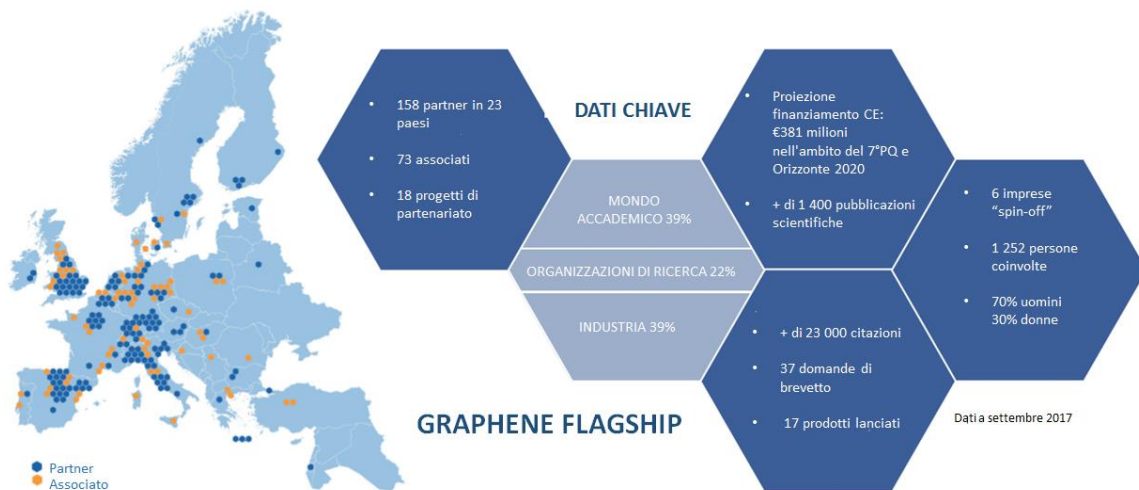 DATI CHIAVE
• 158 partner in 23
paesi
• 73 associati
• 18 progetti di
partenariato
MONDO
ACCADEMICO 39%
ORGANIZZAZIONI DI RICERCA 22%
INDUSTRIA 39%
• Proiezione
finanziamento CE:
€381 milioni
nell'ambito del 7°PQ e
Orizzonte 2020
• + di 1 400 pubblicazioni
scientifiche
• 6 imprese
“spin-off”
• 1 252 persone
coinvolte
• 70% uomini
30% donne
• + di 23 000 citazioni
• 37 domande di
brevetto
• 17 prodotti lanciati
GRAPHENE FLAGSHIP
Dati a settembre 2017
Partner
Associato